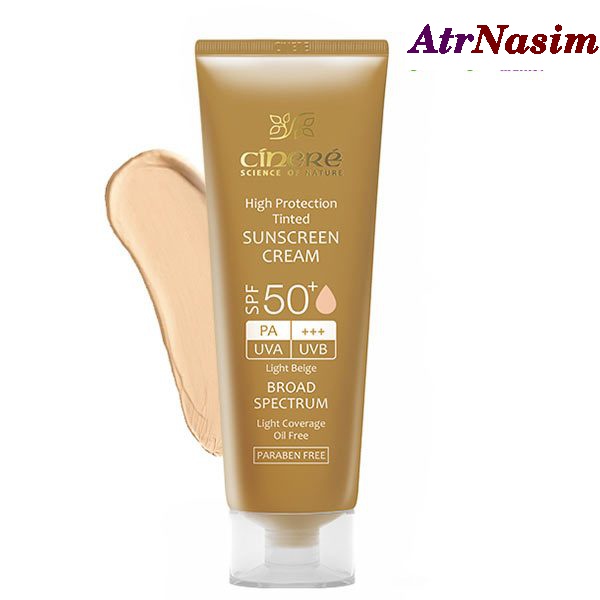 AtrNasim
cíneré
SCIENCE OF NATURE
High Protection
Tinted
SUNSCREEN
CREAM
SPF 50+
PA +++
UVA UVB
Light Beige
BROAD
SPECTRUM
Light Coverage
Oil Free
PARABEN FREE